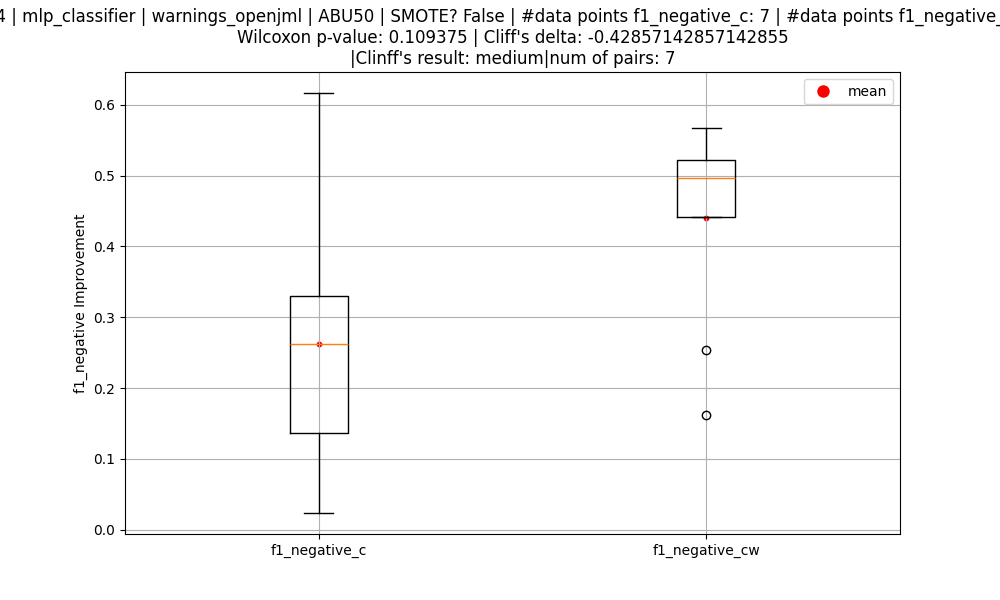 4 | mlp_classifier | warnings_openjml | ABU50 | SMOTE? False | #data points f1_negative_c: 7 | #data points f1_negative_
Wilcoxon p-value: 0.109375 | Cliff's delta: -0.42857142857142855
|Clinff's result: medium|num of pairs: 7
mean
0.6
0.5
0.4
0.3
0.2
0.1
0.0
f1_negative Improvement
f1_negative_c
f1_negative_cw